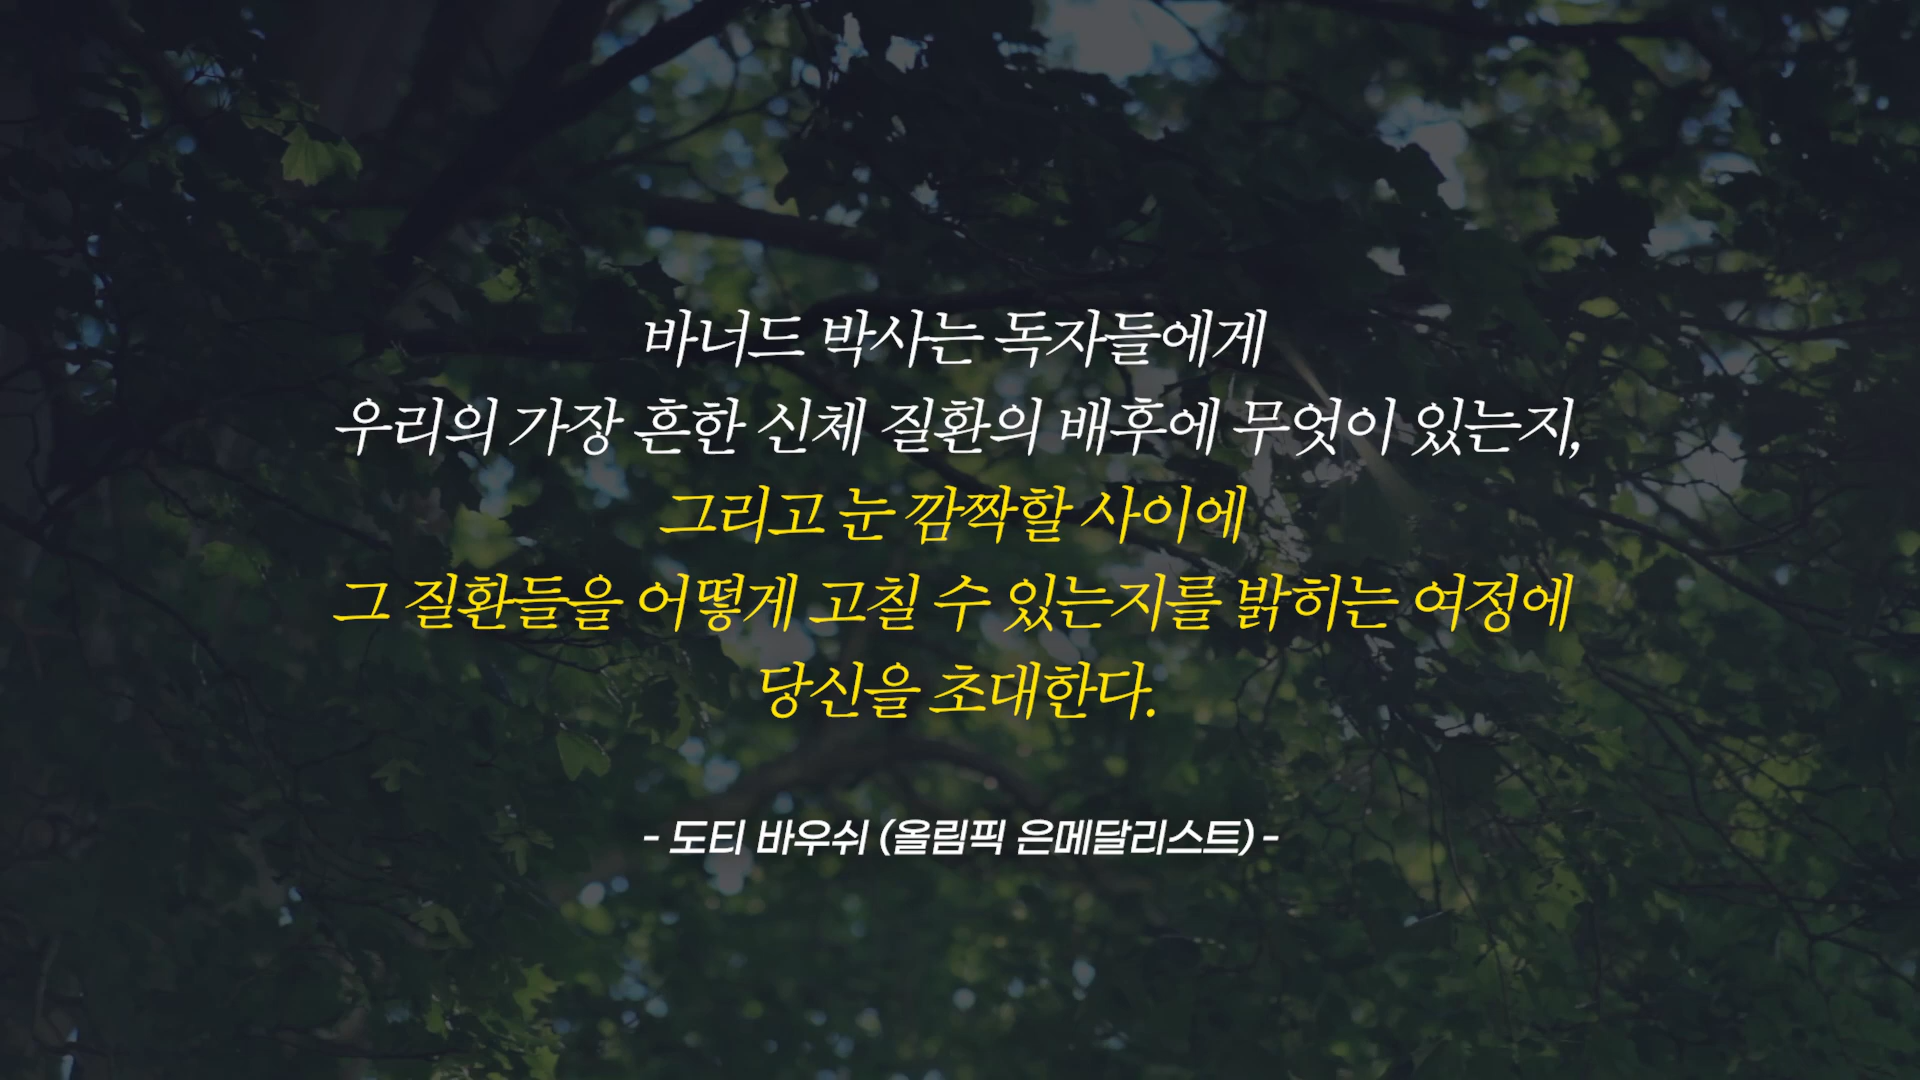 바너드 박사는 독자들에게
우리의 가장 흔한 신체 질환의 배후에 무엇이 있는지,
그리고 눈 깜짝할 사이에
그 질환들을 어떻게 고칠 수 있는지를 밝히는 여정에
당신을 초대한다.
- 도티 바우쉬 (올림픽 은메달리스트) -